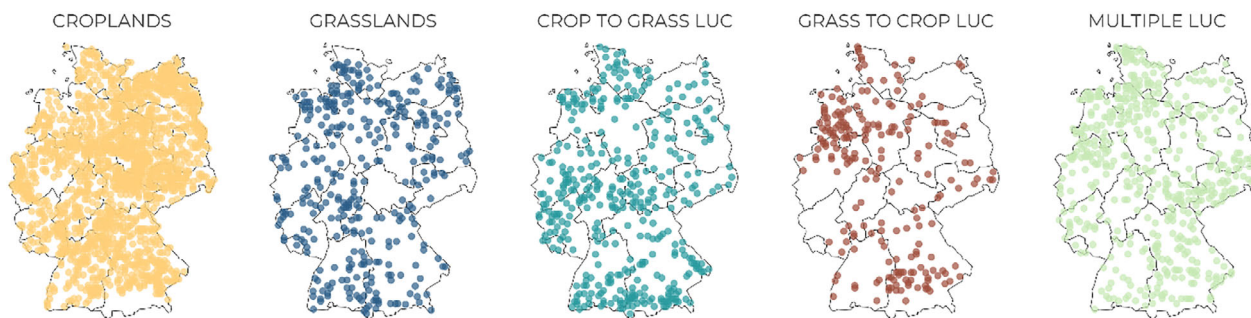 CROPLANDS
GRASSLANDS
CROP TO GRASS LUC
GRASS TO CROP LUC
MULTIPLE LUC